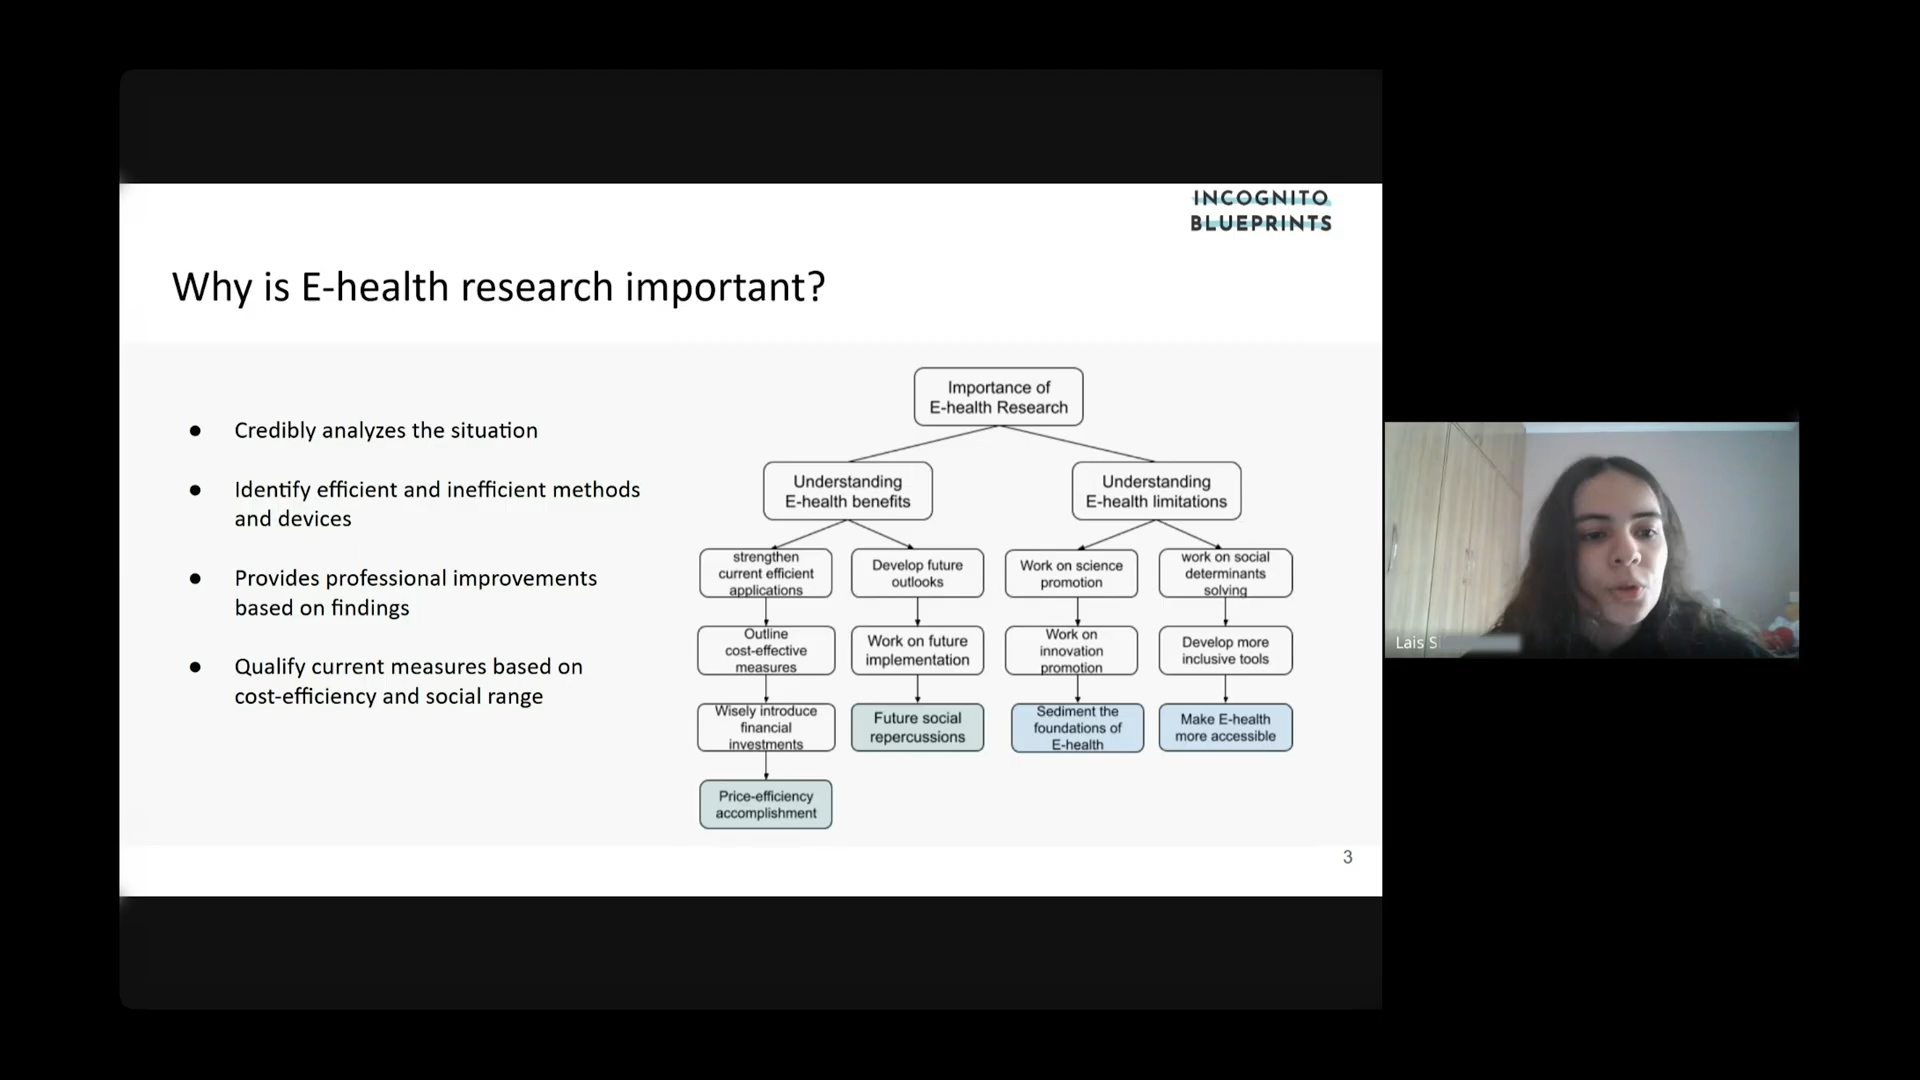 INCOGNITO
BLUEPRINTS
Why is E-health research important?
● Credibly analyzes the situation
● Identify efficient and inefficient methods
and devices
● Provides professional improvements
based on findings
● Qualify current measures based on
cost-efficiency and social range
Importance of
E-health Research
Understanding
E-health benefits
Understanding
E-health limitations
strengthen
current efficient
applications
Develop future
outlooks
Work on science
promotion
work on social
determinants
solving
Outline
cost-effective
measures
Work on future
implementation
Work on
innovation
promotion
Develop more
inclusive tools
Wisely introduce
financial
investments
Future social
repercussions
Sediment the
foundations of
E-health
Make E-health
more accessible
Price-efficiency
accomplishment
3
Lais S